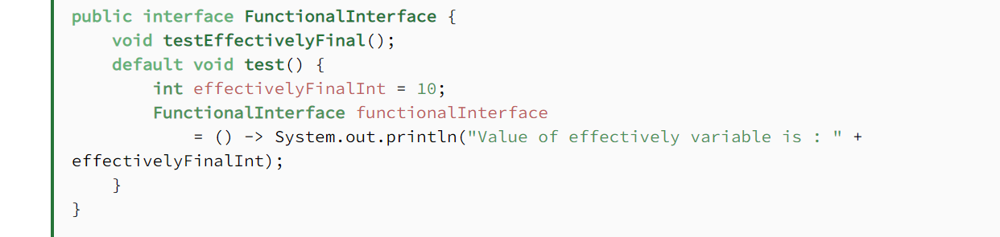 public interface FunctionalInterface {
    void testEffectivelyFinal();
    default void test() {
        int effectivelyFinalInt = 10;
        FunctionalInterface functionalInterface
            = () -> System.out.println("Value of effectively variable is : " +
effectivelyFinalInt);
    }
}